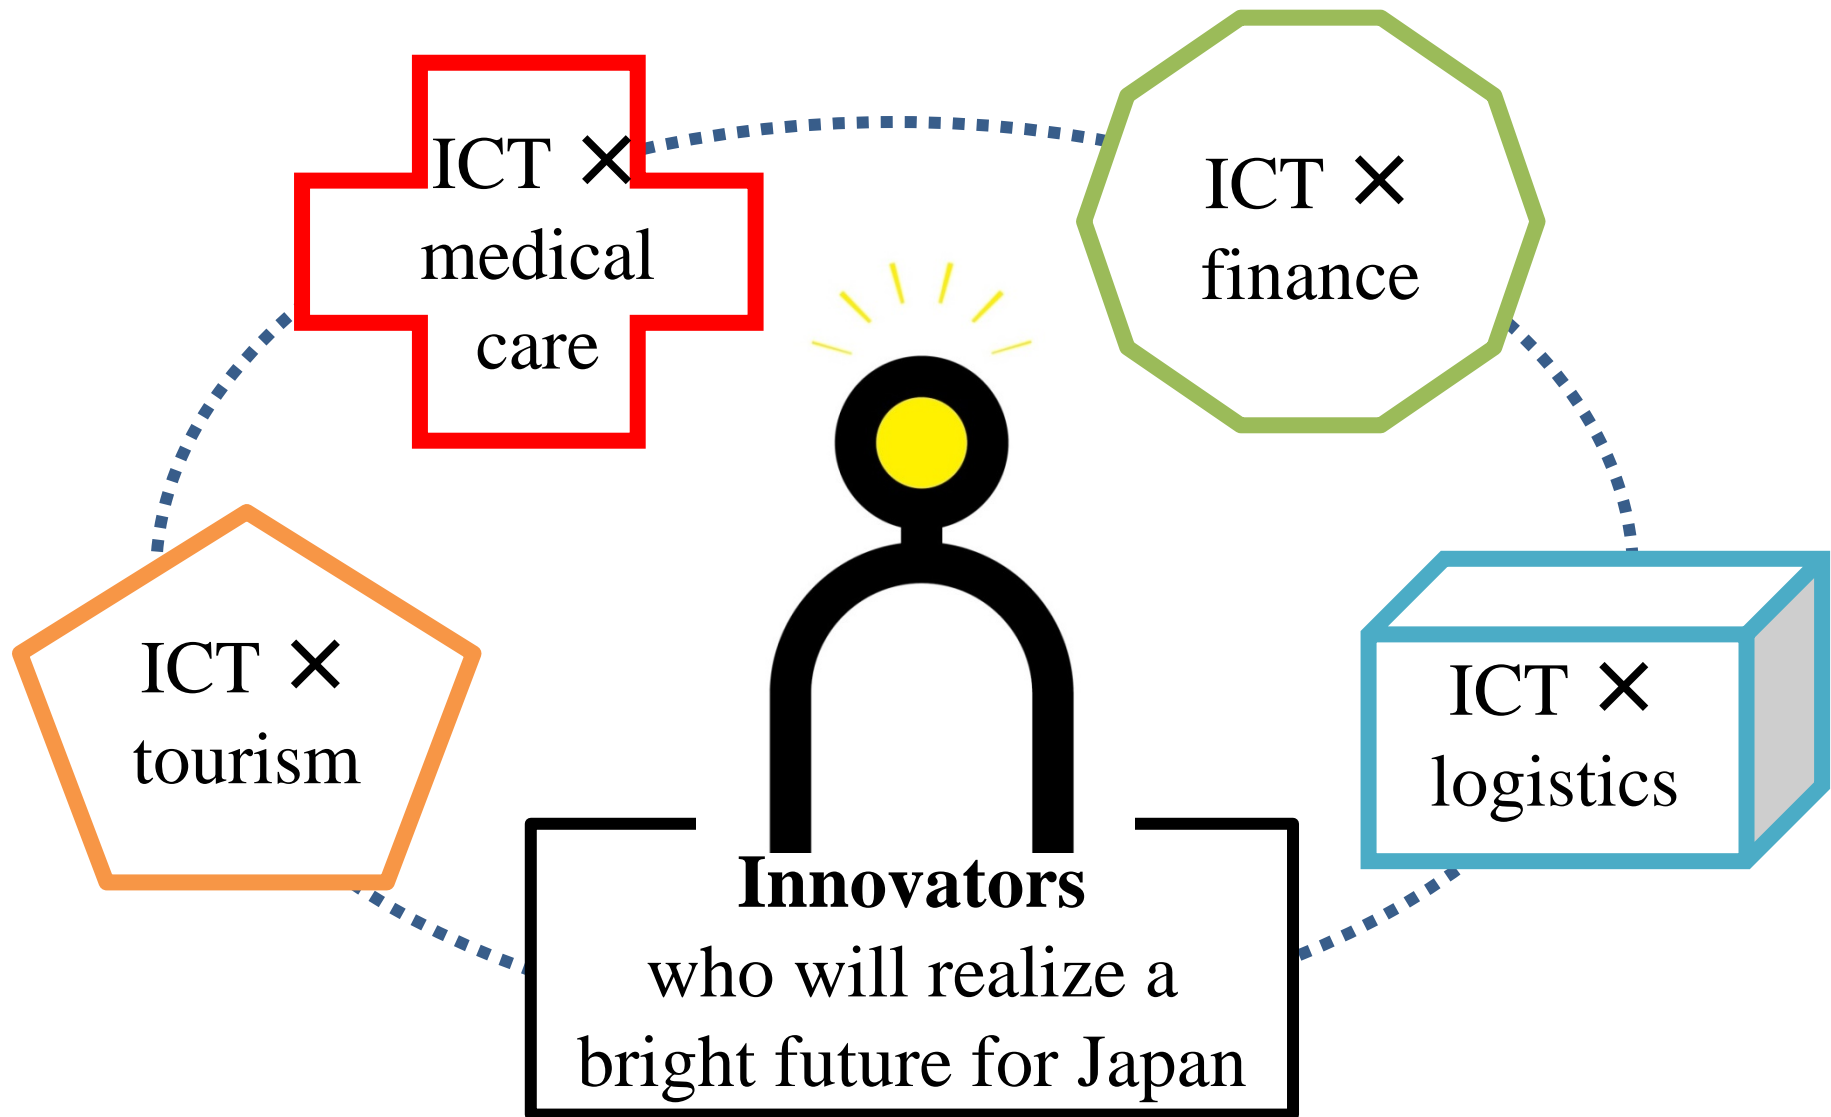 ICT ×
medical
care
ICT ×
finance
ICT ×
tourism
ICT ×
logistics
Innovators
who will realize a
bright future for Japan